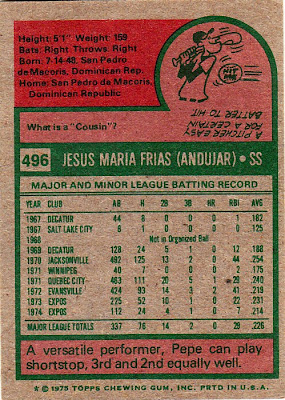 Height: 5'1" Weight: 159
Bats: Right Throws: Right
Born: 7-14-48, San Pedro
de Macoris, Dominican Rep.
Home: San Pedro de Macoris,
Dominican Republic
HIT ME
What is a "Cousin"?
A PITCHER EASY
FOR A CERTAIN
BATTER TO HIT
496 JESUS MARIA FRIAS (ANDUJAR) • SS
MAJOR AND MINOR LEAGUE BATTING RECORD
YEAR CLUB AB H 2B 3B HR RBI AVG.
1967 DECATUR 44 8 0 0 0 1 .182
1967 SALT LAKE CITY 6 0 0 0
1968 Not in Organized Ball
1969 DECATUR 128 24 5 1 0 12 .188
1970 JACKSONVILLE 492 125 13 2 0 44 .254
1971 WINNIPEG 40 7 0 0 0 2 .175
1971 QUEBEC CITY 463 111 20 5 1 29 .240
1972 EVANSVILLE 424 93 14 1 2 41 .219
1973 EXPOS 225 52 10 1 0 22 .231
1974 EXPOS 112 24 4 1 0 7 .214
MAJOR LEAGUE TOTALS 337 76 14 2 0 29 .226
A versatile performer, Pepe can play
shortstop, 3rd and 2nd equally well.
* © 1975 TOPPS CHEWING GUM, INC. PRTD. IN U.S.A.